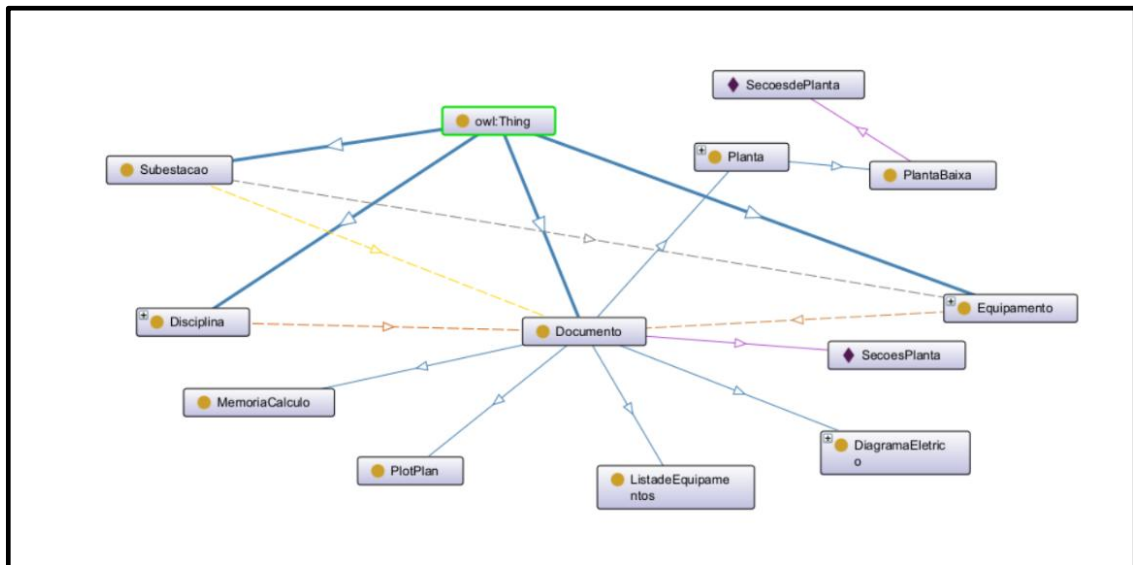 SecoesdePlanta
owl:Thing
Planta
Subestacao
PlantaBaixa
Equipamento
Disciplina
Documento
SecoesPlanta
MemoriaCalculo
DiagramaEletric
o
PlotPlan
ListadeEquipame
ntos